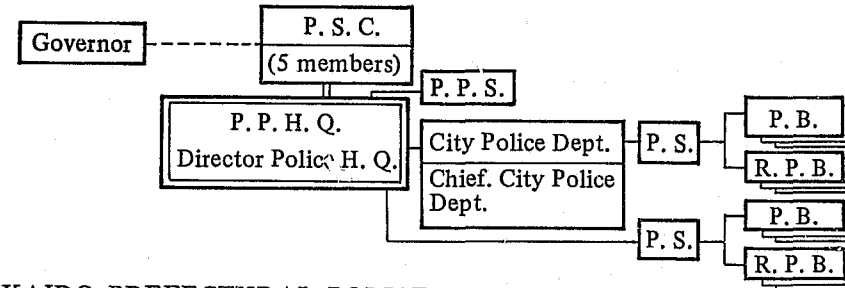 Governor
P. S. C.
(5 members)
P. P. S.
P. P. H. Q.
Director Police H. Q.
City Police Dept.
Chief. City Police
Dept.
P. S.
P. B.
R. P. B.
P. S.
P. B.
R. P. B.